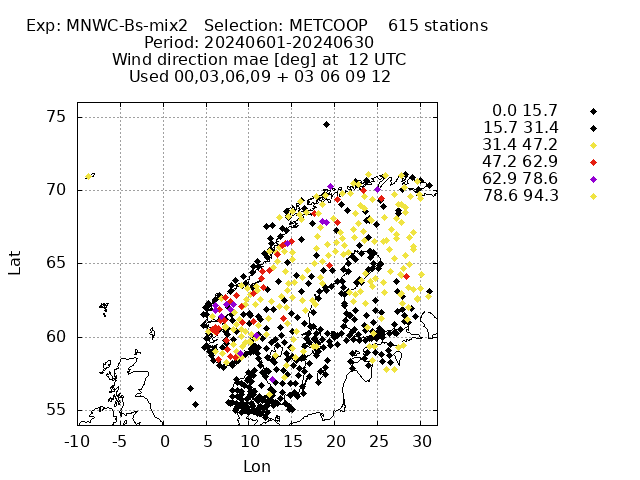 Exp: MNWC-Bs-mix2   Selection: METCOOP    615 stations
Period: 20240601-20240630
Wind direction mae [deg] at  12 UTC
Used 00,03,06,09 + 03 06 09 12
0.0 15.7
15.7 31.4
31.4 47.2
47.2 62.9
62.9 78.6
78.6 94.3
75
70
65
60
55
Lat
-10 -5 0 5 10 15 20 25 30
Lon